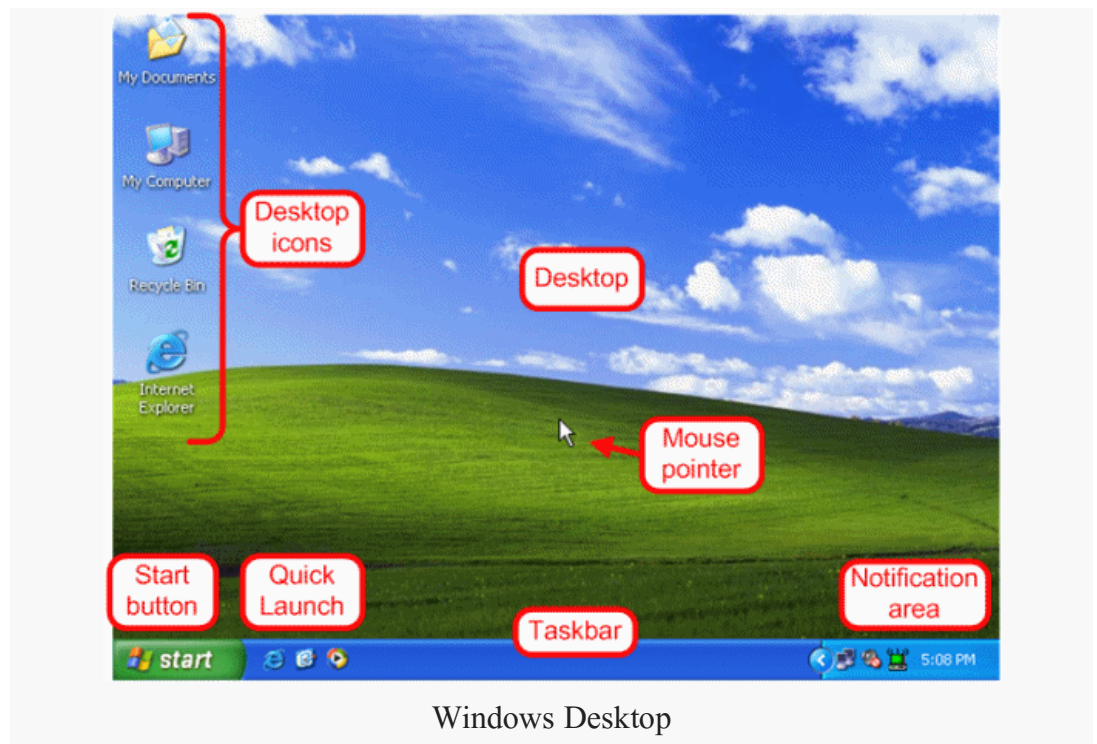 My Documents
My Computer
Desktop
icons
Recycle Bin
Desktop
Internet
Explorer
Mouse
pointer
Start
button
Quick
Launch
Taskbar
Notification
area
start
5:08 PM
Windows Desktop